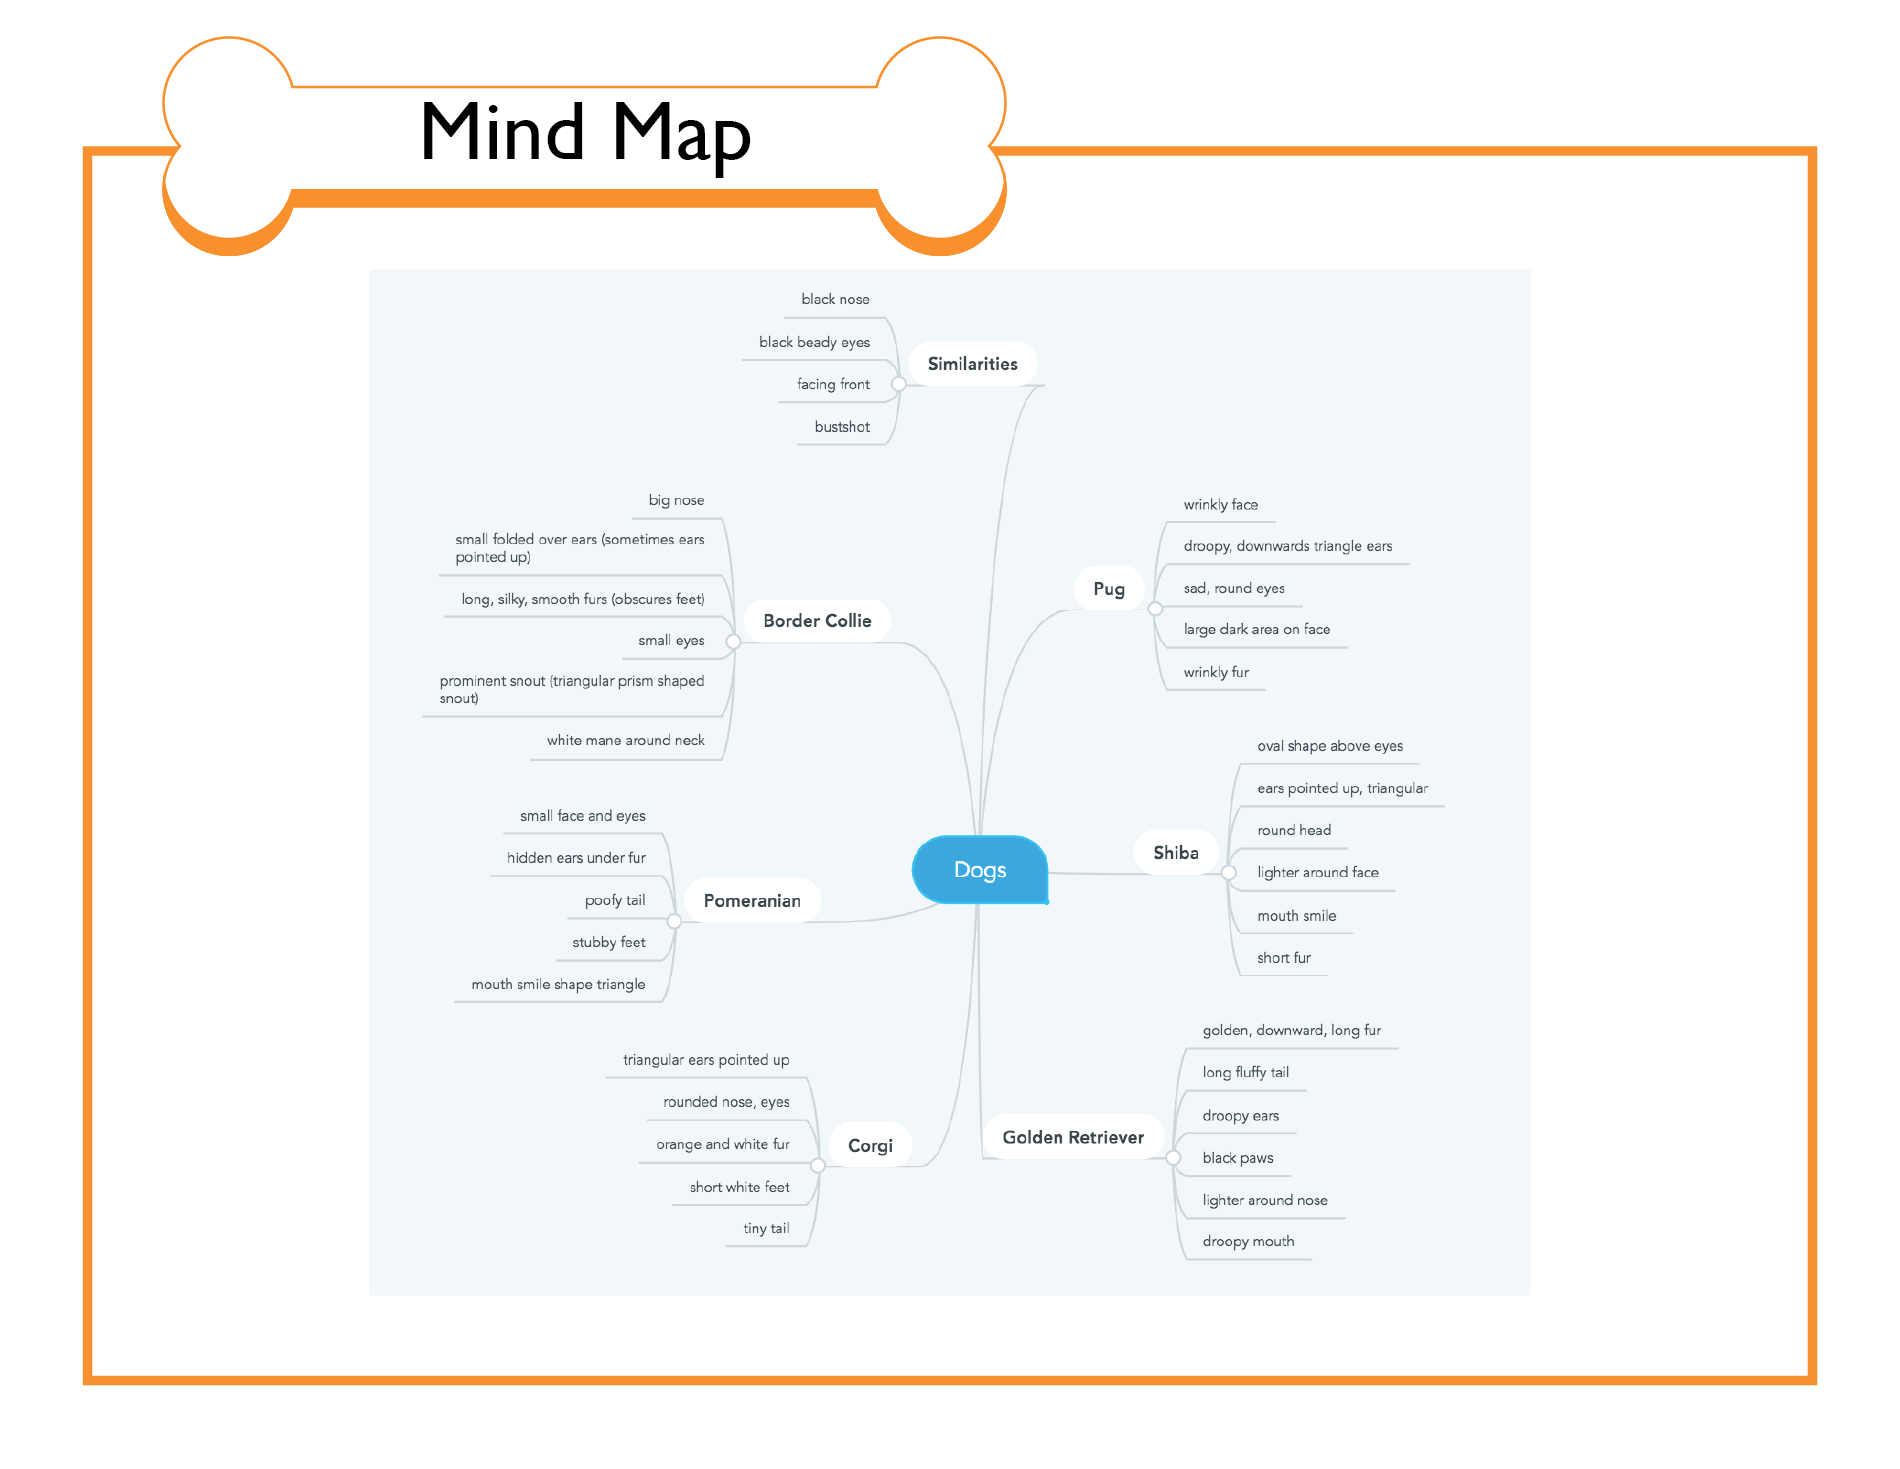 Mind Map
black nose
black beady eyes
facing front
bustshot
Similarities
big nose
small folded over ears (sometimes ears
pointed up)
long, silky, smooth furs (obscures feet)
small eyes
prominent snout (triangular prism shaped
snout)
white mane around neck
Border Collie
small face and eyes
hidden ears under fur
poofy tail
stubby feet
mouth smile shape triangle
Pomeranian
triangular ears pointed up
rounded nose, eyes
orange and white fur
short white feet
tiny tail
Corgi
Dogs
Pug
wrinkly face
droopy, downwards triangle ears
sad, round eyes
large dark area on face
wrinkly fur
Shiba
oval shape above eyes
ears pointed up, triangular
round head
lighter around face
mouth smile
short fur
Golden Retriever
golden, downward, long fur
long fluffy tail
droopy ears
black paws
lighter around nose
droopy mouth